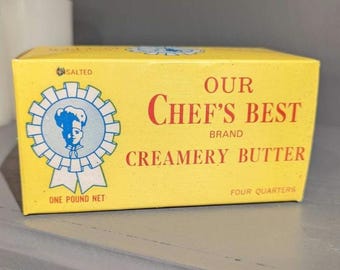 SALTED
OUR
CHEF'S BEST
BRAND
CREAMERY BUTTER
ONE POUND NET
FOUR QUARTERS